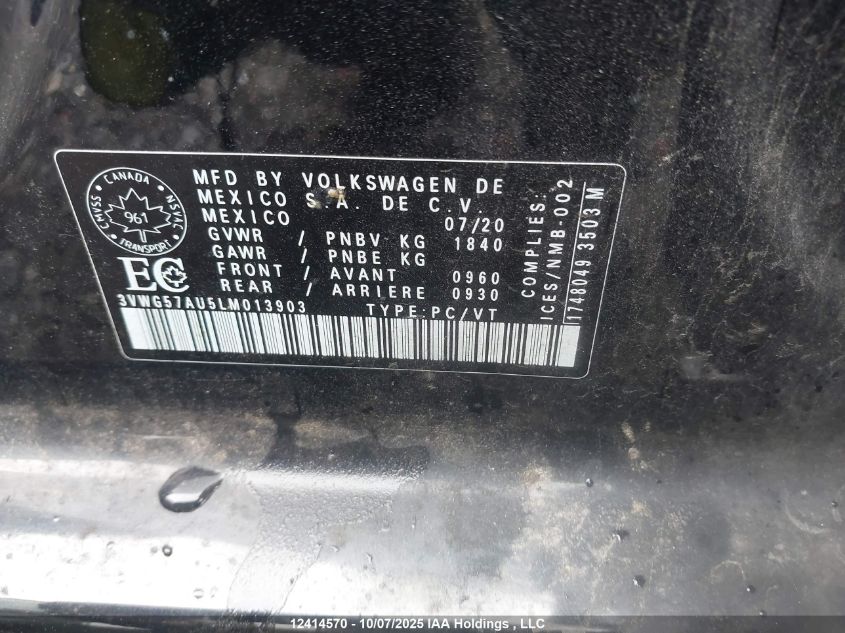 CANADA
CMVSS
NSVAC
961
TRANSPORT
EC
MFD BY VOLKSWAGEN DE
MEXICO S.A. DE C.V.
MEXICO 07/20
GVWR / PNBV KG 1840
GAWR / PNBE KG
FRONT / AVANT 0960
REAR / ARRIERE 0930
3VWG57AU5LM013903 TYPE:PC/VT
COMPLIES:
ICES/NMB-002
1748049 3503 M
12414570 - 10/07/2025 IAA Holdings , LLC